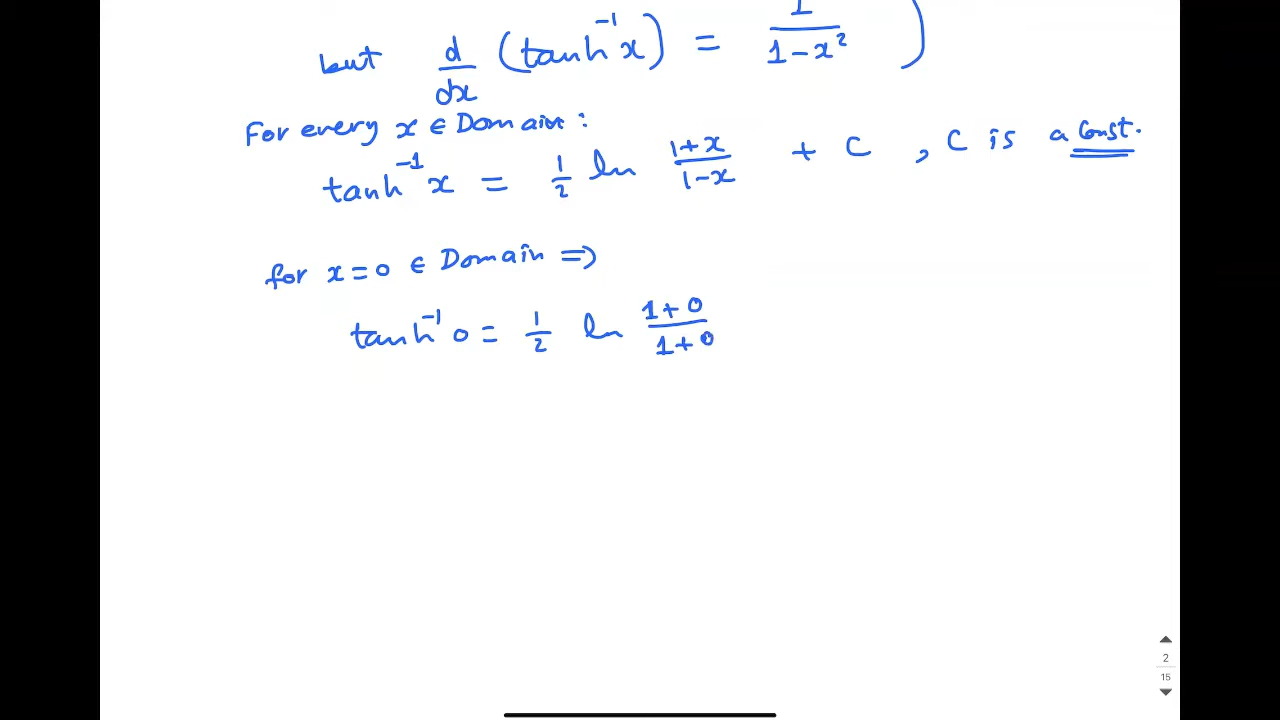 but d/dx (tanh⁻¹x) = 1/(1-x²) )
For every x ∈ Domain:
tanh⁻¹x = 1/2 ln (1+x)/(1-x) + C , C is a const.
for x=0 ∈ Domain ⇒
tanh⁻¹0 = 1/2 ln (1+0)/(1+0)
2
15